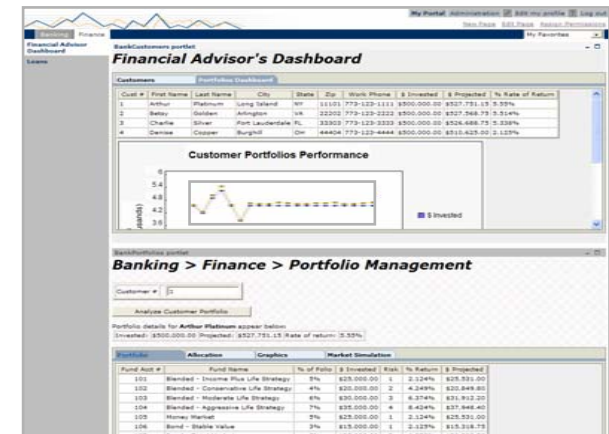 My Portal Administration Edit my profile Log out
New Page Edit Page Assign Permissions
Banking Finance
My Favorites
Financial Advisor Dashboard
Loans
BankCustomers portlet
Financial Advisor's Dashboard
Customers Portfolios Dashboard
Cust # First Name Last Name City State Zip Work Phone $ Invested $ Projected % Rate of Return
1 Arthur Platinum Long Island NY 11101 773-123-1111 $500,000.00 $527,751.15 5.55%
2 Betsy Golden Arlington VA 22202 773-123-2222 $500,000.00 $527,568.75 5.514%
3 Charlie Silver Fort Lauderdale FL 33303 773-123-3333 $500,000.00 $526,688.75 5.338%
4 Denise Copper Burghill OH 44404 773-123-4444 $500,000.00 $510,625.00 2.125%
Customer Portfolios Performance
6
5.4
4.8
4.2
3.6
$ Invested
BankPortfolios portlet
Banking > Finance > Portfolio Management
Customer # 1
Analyze Customer Portfolio
Portfolio details for Arthur Platinum appear below:
Invested: $500,000.00 Projected: $527,751.15 Rate of return: 5.55%
Portfolio Allocation Graphics Market Simulation
Fund Acct # Fund Name % of Folio $ Invested Risk % Return $ Projected
101 Blended - Income Plus Life Strategy 5% $25,000.00 1 2.124% $25,531.00
102 Blended - Conservative Life Strategy 4% $20,000.00 2 4.249% $20,849.80
103 Blended - Moderate Life Strategy 6% $30,000.00 3 6.374% $31,912.20
104 Blended - Aggressive Life Strategy 7% $35,000.00 4 8.424% $37,948.40
105 Money Market 5% $25,000.00 1 2.124% $25,531.00
106 Bond - Stable Value 3% $15,000.00 1 2.125% $15,318.75